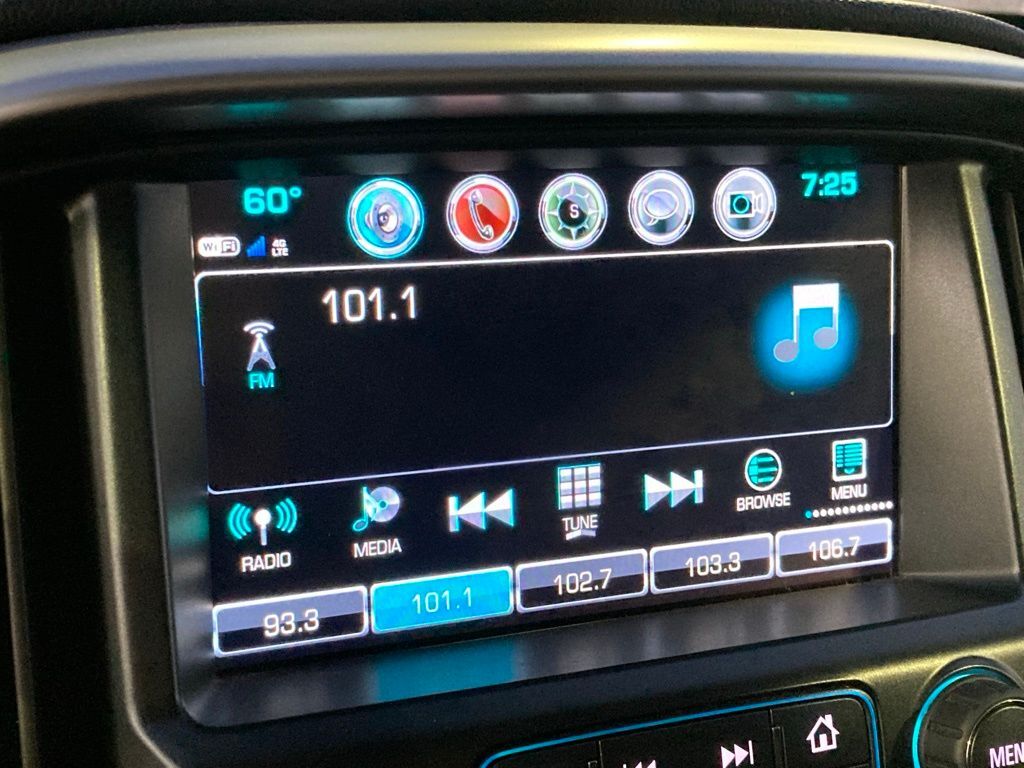 60°
7:25
WiFi
4G
LTE
S
101.1
FM
RADIO
MEDIA
TUNE
BROWSE
MENU
93.3
101.1
102.7
103.3
106.7